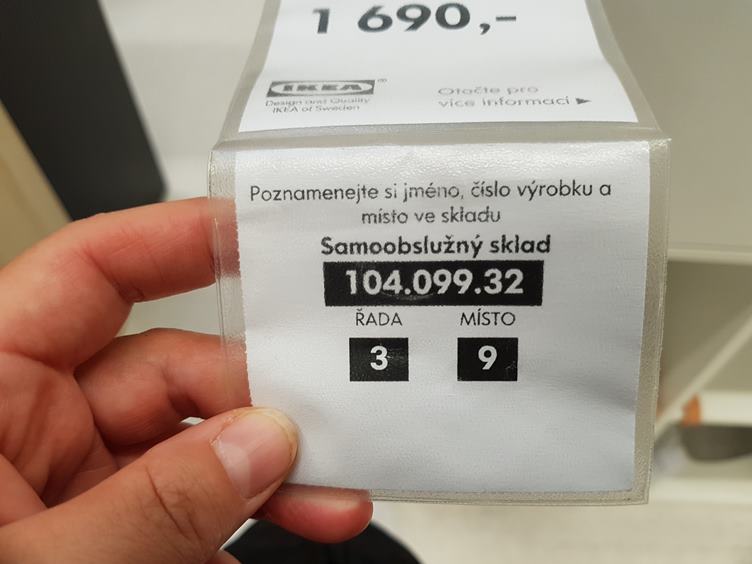 1 690,-
IKEA®
Design and Quality
IKEA of Sweden
Otočte pro
více informací ▶
Poznamenejte si jméno, číslo výrobku a
místo ve skladu
Samoobslužný sklad
104.099.32
ŘADA MÍSTO
3 9